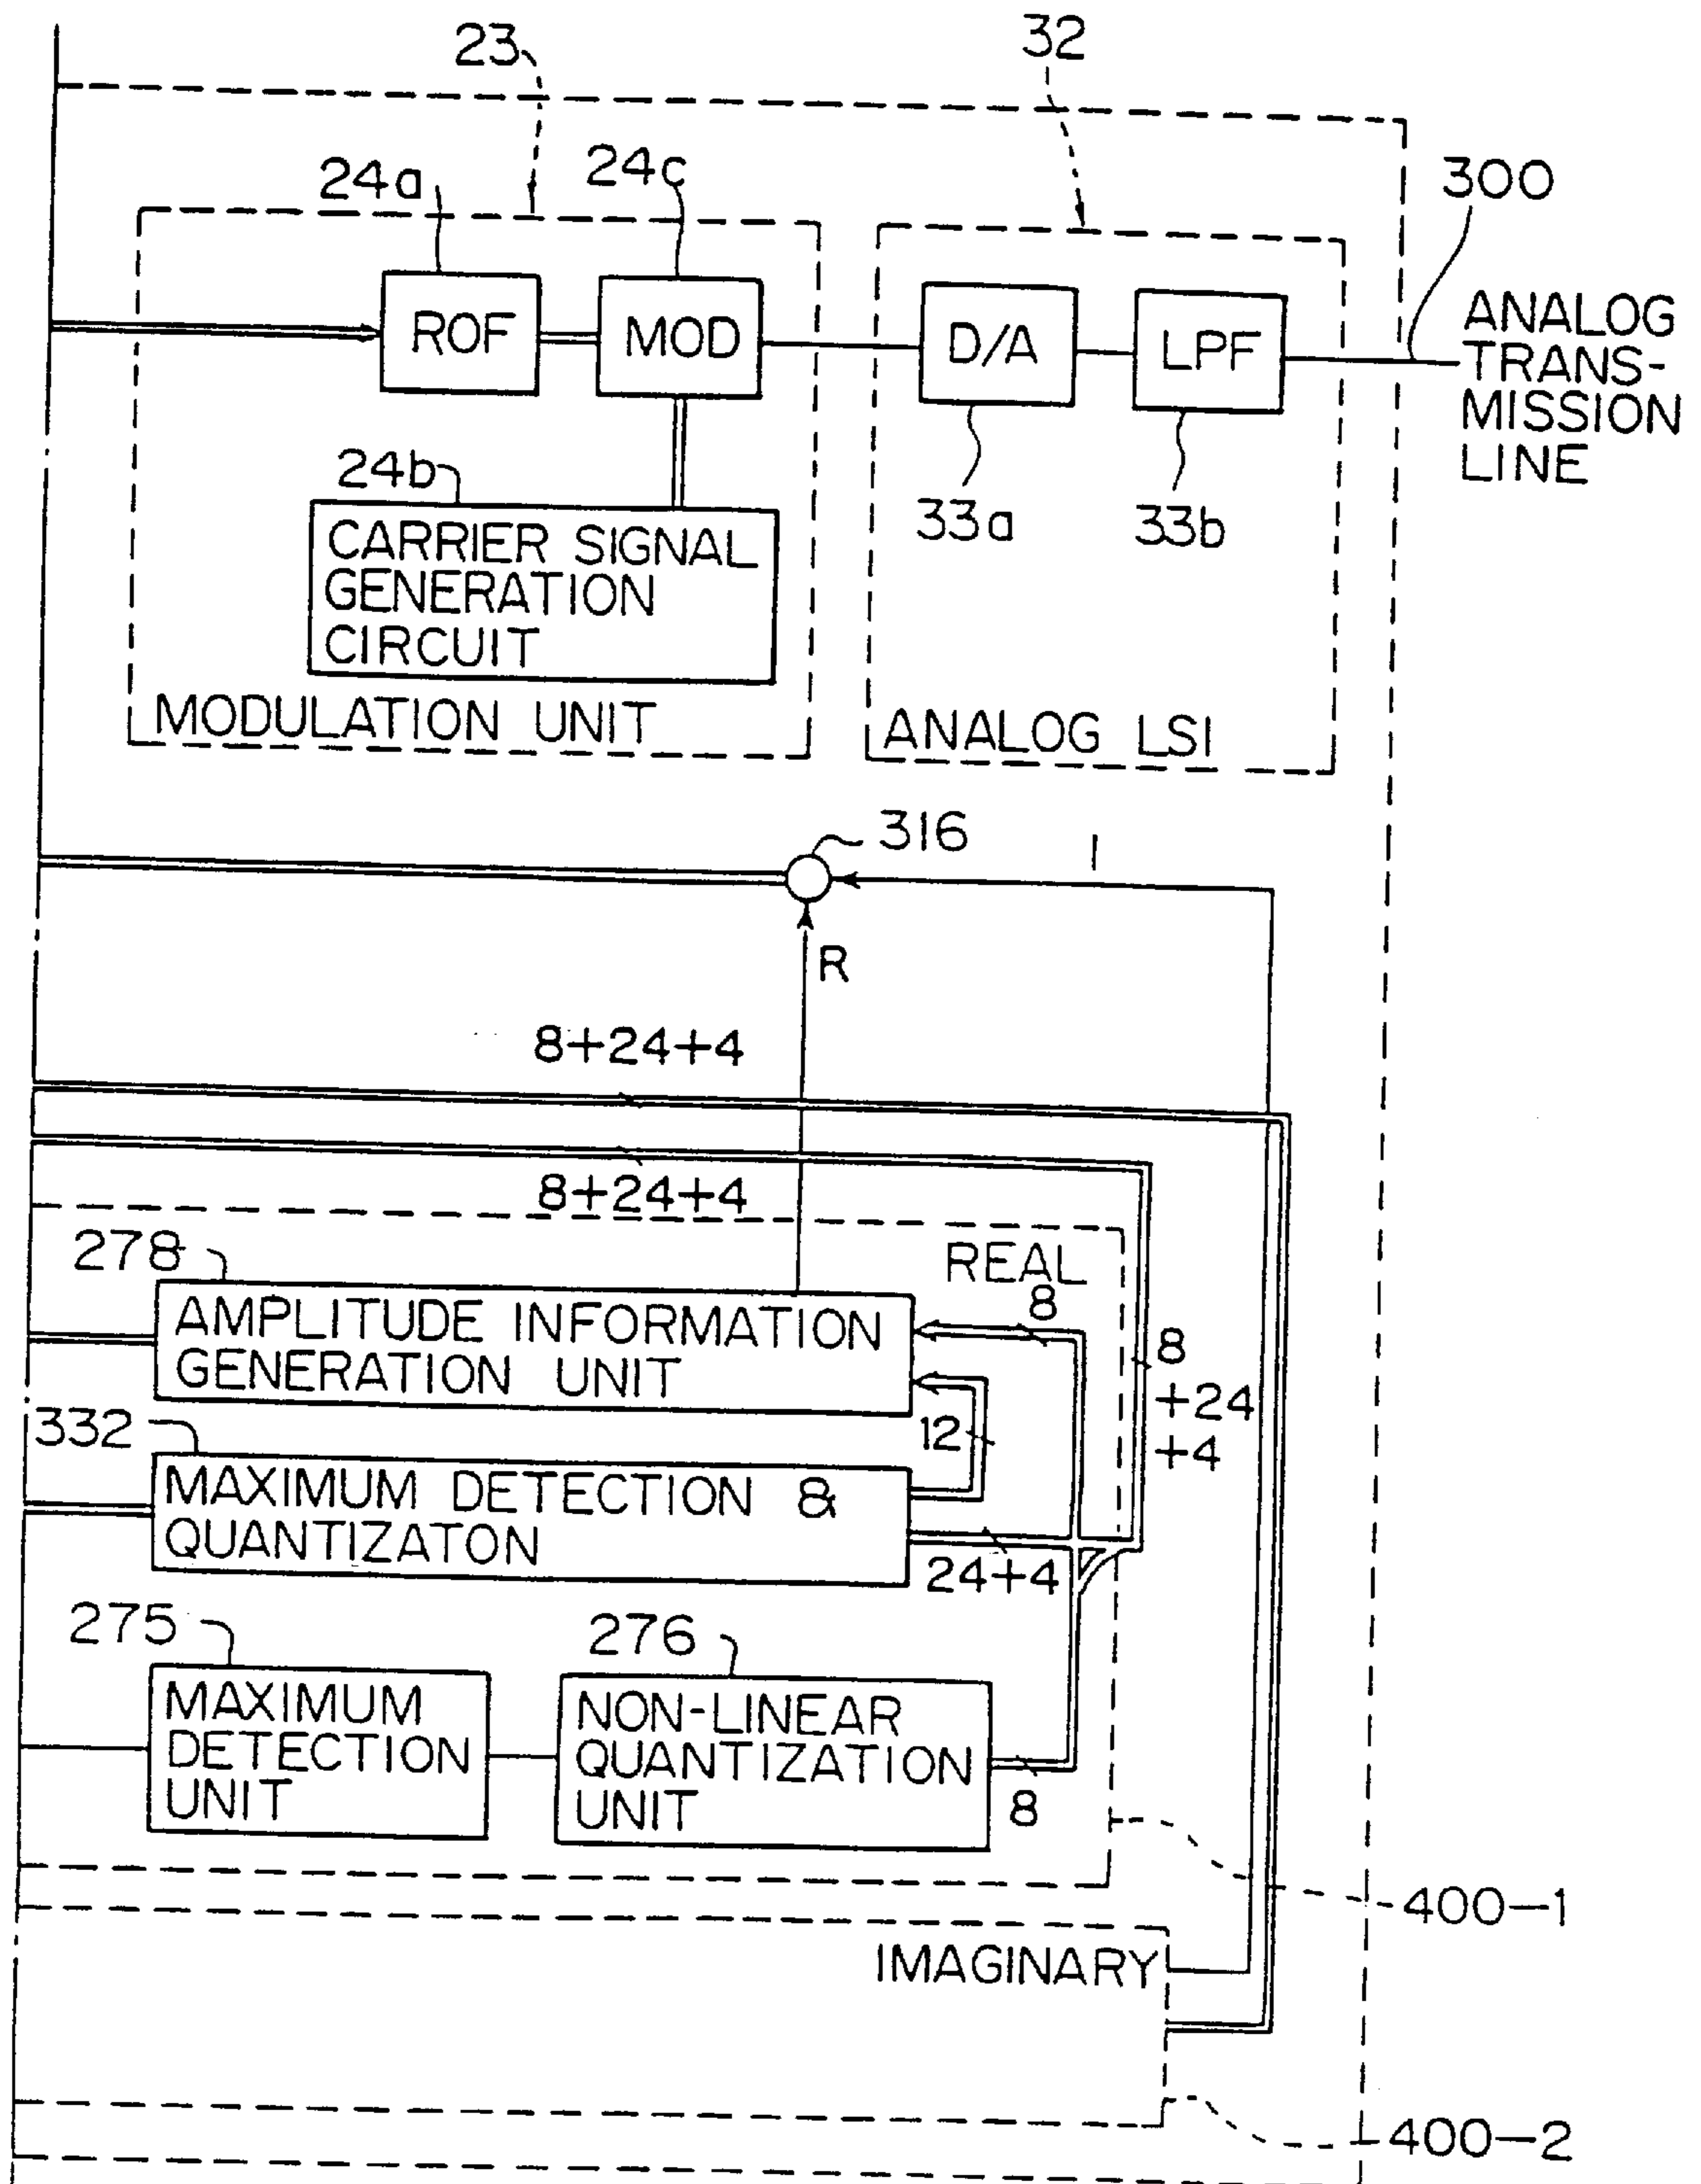 23
32
24a
24c
300
ROF
MOD
D/A
LPF
ANALOG
TRANS-
MISSION
LINE
24b
33a
33b
CARRIER SIGNAL
GENERATION
CIRCUIT
MODULATION UNIT
ANALOG LSI
316
I
R
8+24+4
8+24+4
278
REAL
8
AMPLITUDE INFORMATION
GENERATION UNIT
8
+24
+4
12
332
MAXIMUM DETECTION &
QUANTIZATON
24+4
275
276
MAXIMUM
DETECTION
UNIT
NON-LINEAR
QUANTIZATION
UNIT
8
400-1
IMAGINARY
400-2